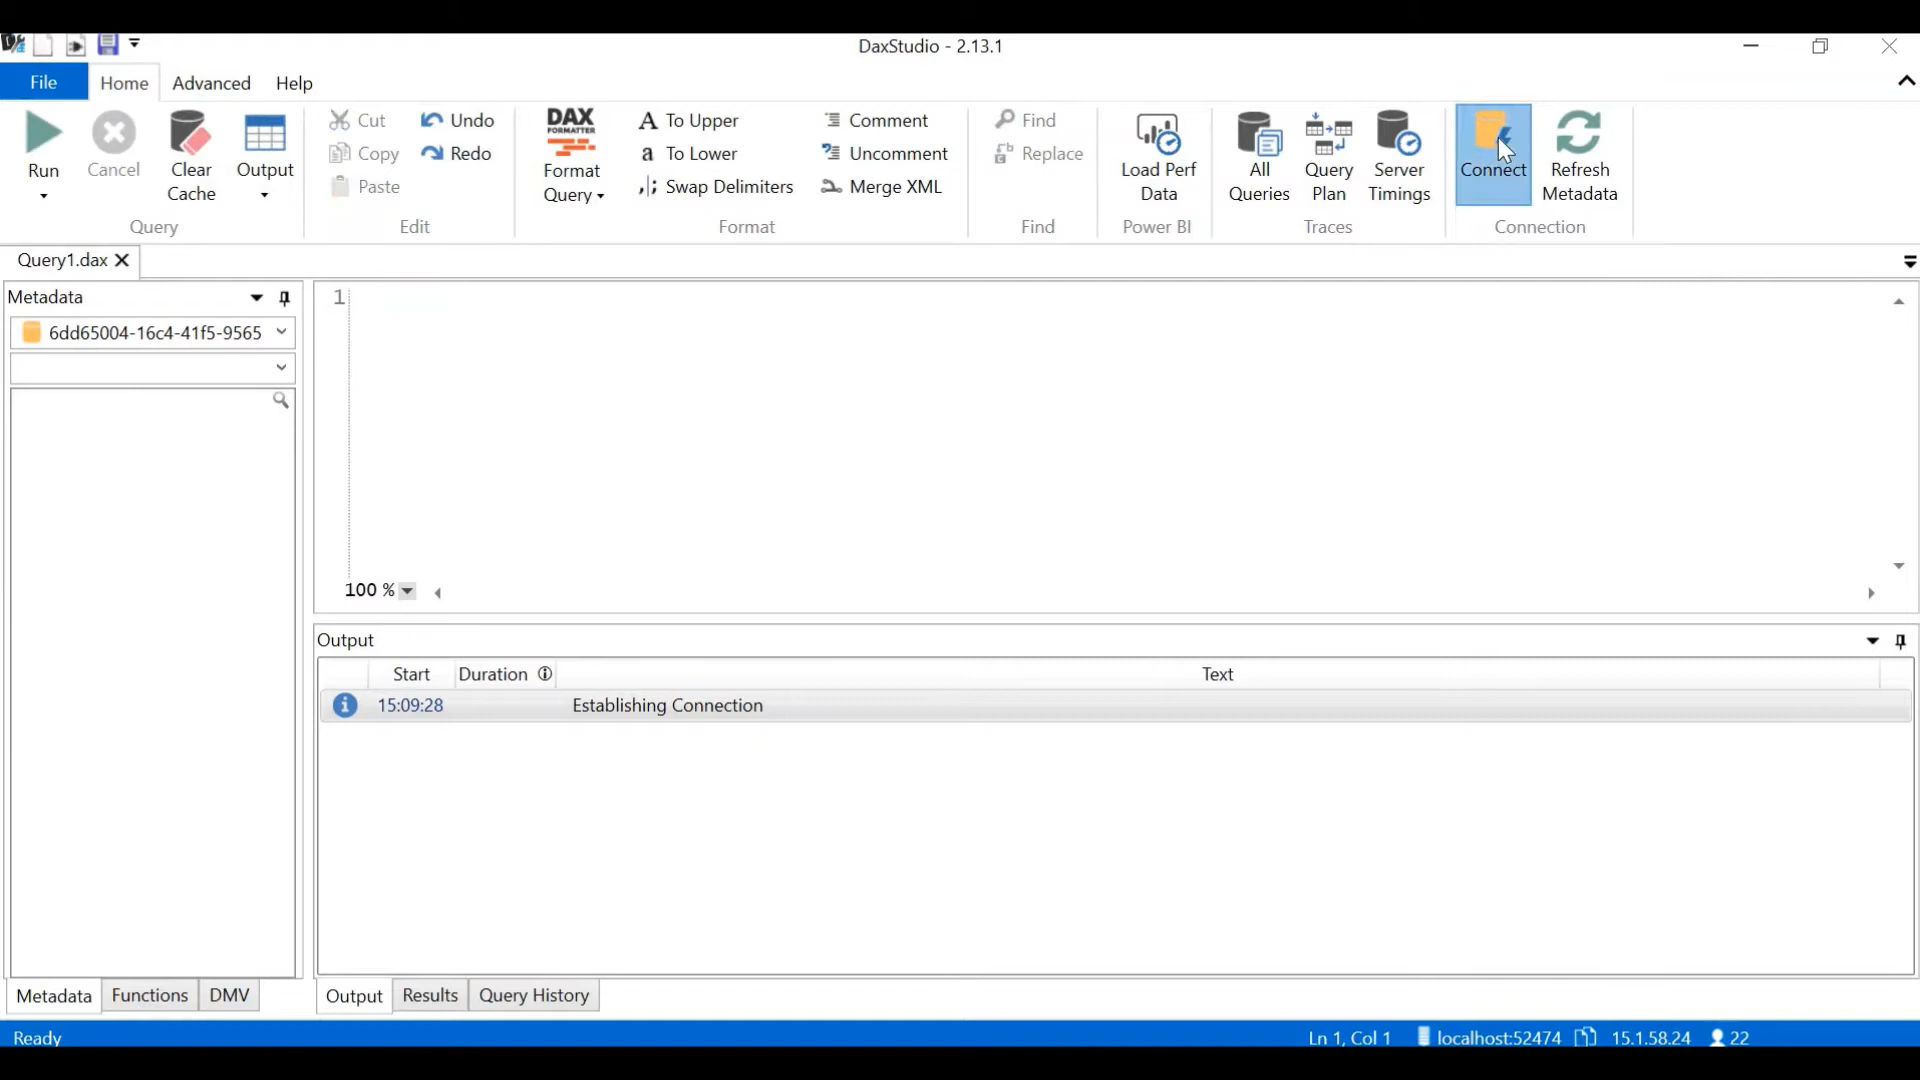 DaxStudio - 2.13.1
File Home Advanced Help
Run
Cancel
Clear
Cache
Output
Query
Cut
Copy
Paste
Undo
Redo
Edit
DAX
FORMATTER
Format
Query
A To Upper
a To Lower
Swap Delimiters
Comment
Uncomment
Merge XML
Format
Find
Replace
Find
Load Perf
Data
Power BI
All
Queries
Query
Plan
Server
Timings
Traces
Connect
Refresh
Metadata
Connection
Query1.dax
Metadata
6dd65004-16c4-41f5-9565
1
100 %
Output
Start Duration Text
15:09:28 Establishing Connection
Metadata Functions DMV
Output Results Query History
Ready
Ln 1, Col 1 localhost:52474 15.1.58.24 22